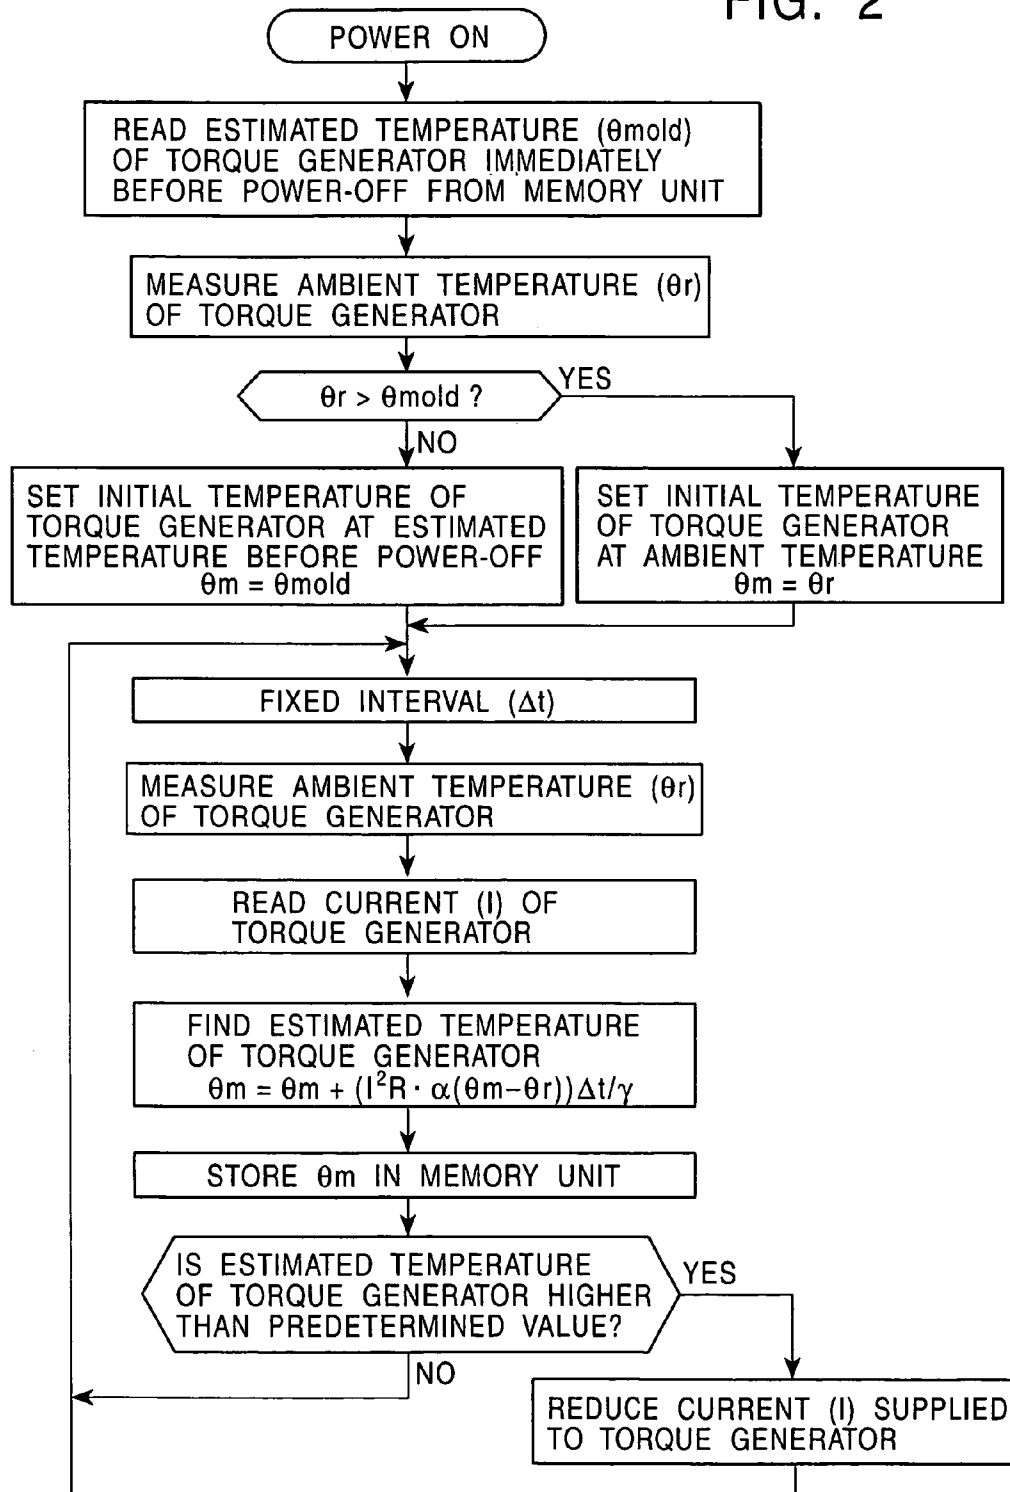 FIG. 2
POWER ON
READ ESTIMATED TEMPERATURE (θmold)
OF TORQUE GENERATOR IMMEDIATELY
BEFORE POWER-OFF FROM MEMORY UNIT
MEASURE AMBIENT TEMPERATURE (θr)
OF TORQUE GENERATOR
θr > θmold ?
YES
NO
SET INITIAL TEMPERATURE OF
TORQUE GENERATOR AT ESTIMATED
TEMPERATURE BEFORE POWER-OFF
θm = θmold
SET INITIAL TEMPERATURE
OF TORQUE GENERATOR
AT AMBIENT TEMPERATURE
θm = θr
FIXED INTERVAL (Δt)
MEASURE AMBIENT TEMPERATURE (θr)
OF TORQUE GENERATOR
READ CURRENT (I) OF
TORQUE GENERATOR
FIND ESTIMATED TEMPERATURE
OF TORQUE GENERATOR
θm = θm + (I²R · α(θm−θr))Δt/γ
STORE θm IN MEMORY UNIT
IS ESTIMATED TEMPERATURE
OF TORQUE GENERATOR HIGHER
THAN PREDETERMINED VALUE?
YES
NO
REDUCE CURRENT (I) SUPPLIED
TO TORQUE GENERATOR